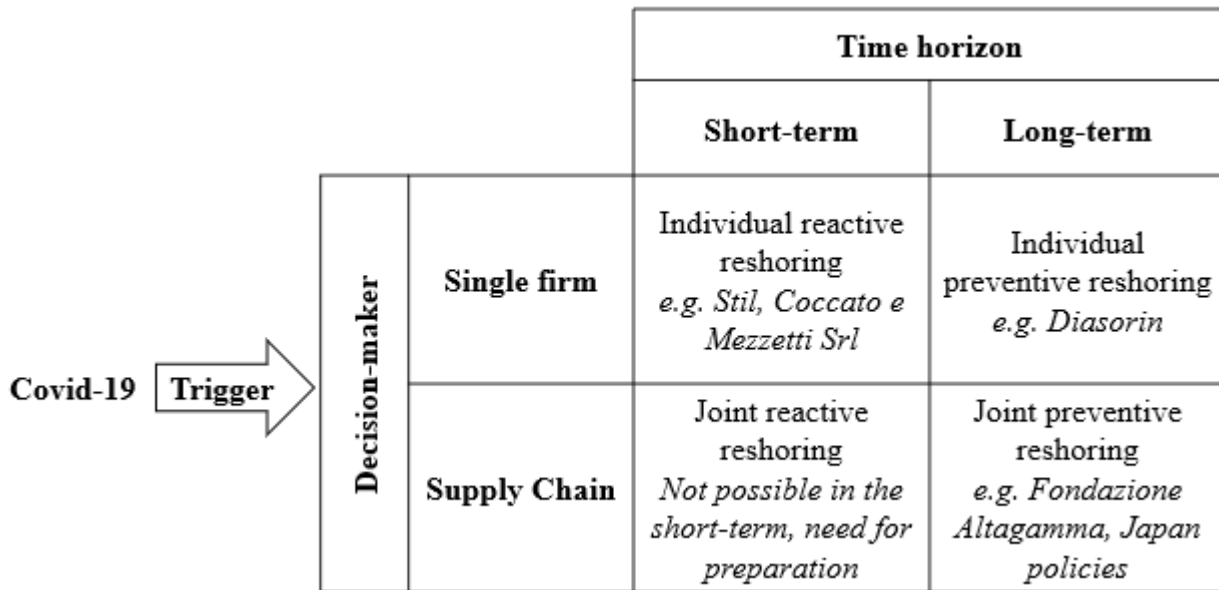 Time horizon
Short-term
Long-term
Covid-19
Trigger
Decision-maker
Single firm
Individual reactive
reshoring
e.g. Stil, Coccato e
Mezzetti Srl
Individual
preventive reshoring
e.g. Diasorin
Supply Chain
Joint reactive
reshoring
Not possible in the
short-term, need for
preparation
Joint preventive
reshoring
e.g. Fondazione
Altagamma, Japan
policies